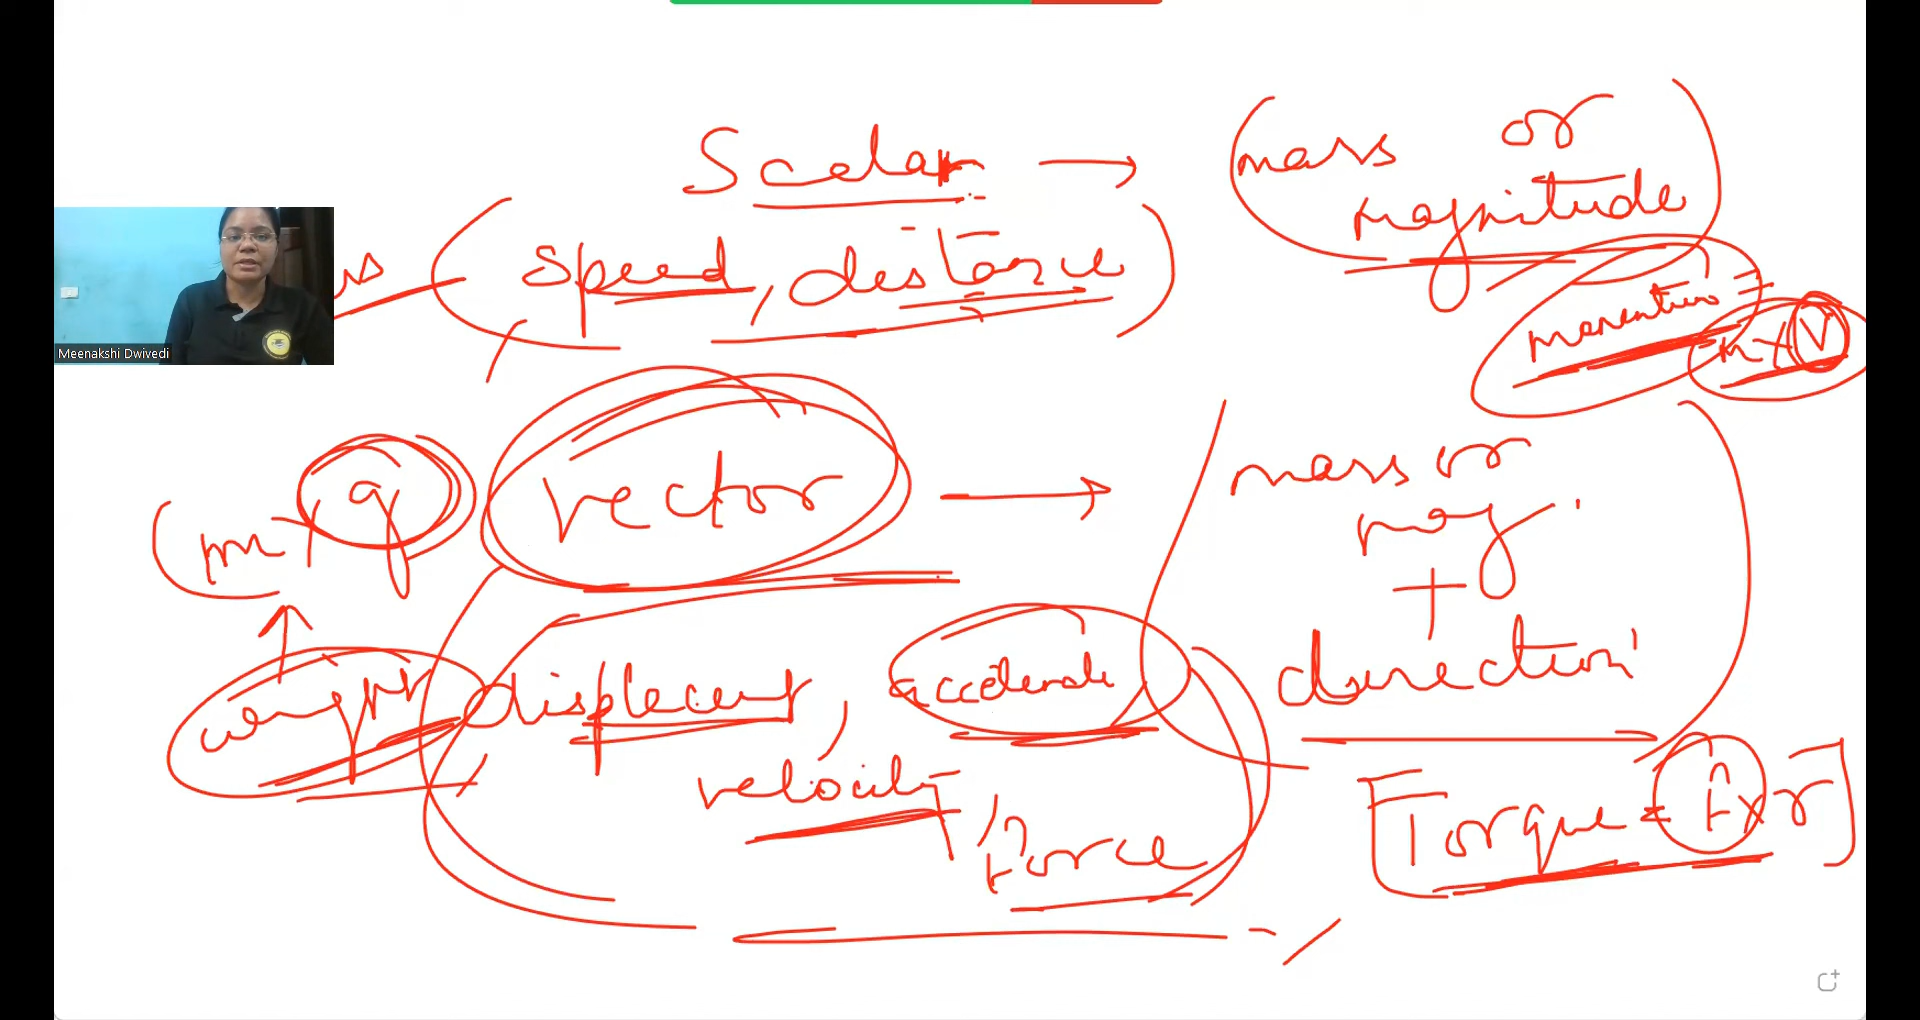 Scalar → (mass or
magnitude)
(speed, distance)
momentum =
m x V
(m x g
vector → mass or
mag.
+
direction
weight displacement, accelerate
velocity, Force
[Torque = F x r]
Meenakshi Dwivedi